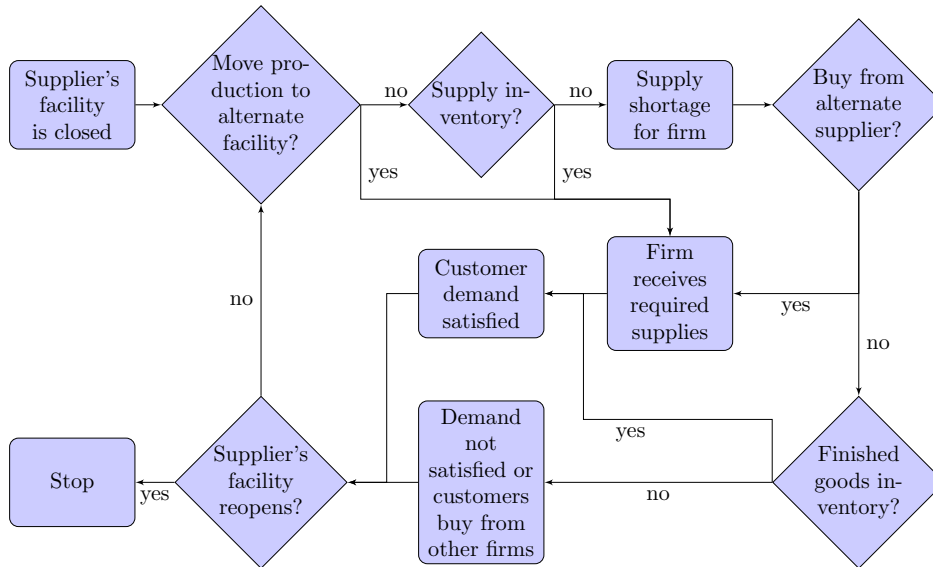 Supplier's
facility
is closed
Move pro-
duction to
alternate
facility?
no
Supply in-
ventory?
no
Supply
shortage
for firm
Buy from
alternate
supplier?
yes
yes
Customer
demand
satisfied
Firm
receives
required
supplies
no
yes
no
Stop
yes
Supplier's
facility
reopens?
Demand
not
satisfied or
customers
buy from
other firms
yes
no
Finished
goods in-
ventory?